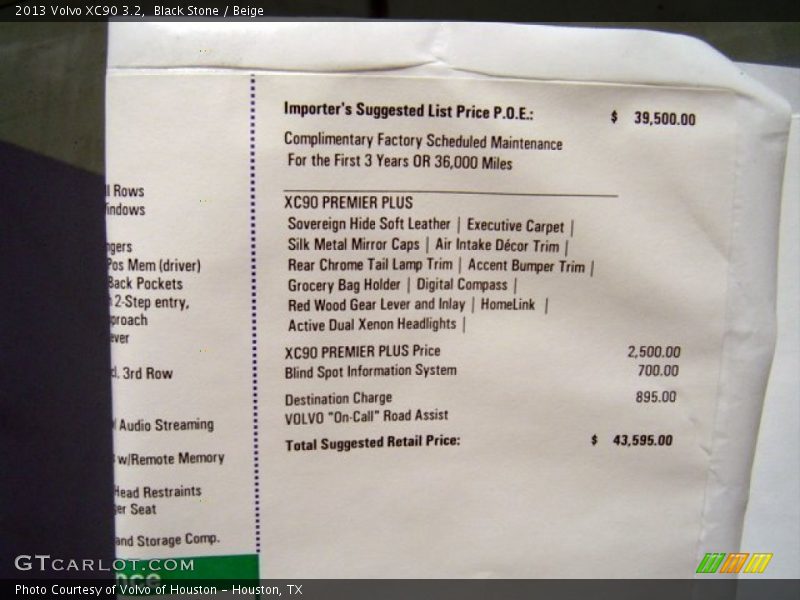 2013 Volvo XC90 3.2, Black Stone / Beige
Rows
ndows
Pos Mem (driver)
Back Pockets
2-Step entry,
3rd Row
Audio Streaming
w/Remote Memory
Head Restraints
Seat
and Storage Comp.
Importer's Suggested List Price P.O.E.: $ 39,500.00
Complimentary Factory Scheduled Maintenance
For the First 3 Years OR 36,000 Miles
XC90 PREMIER PLUS
Sovereign Hide Soft Leather | Executive Carpet |
Silk Metal Mirror Caps | Air Intake Décor Trim |
Rear Chrome Tail Lamp Trim | Accent Bumper Trim |
Grocery Bag Holder | Digital Compass |
Red Wood Gear Lever and Inlay | HomeLink |
Active Dual Xenon Headlights |
XC90 PREMIER PLUS Price 2,500.00
Blind Spot Information System 700.00
Destination Charge 895.00
VOLVO "On-Call" Road Assist
Total Suggested Retail Price: $ 43,595.00
GTCARLOT.COM
Photo Courtesy of Volvo of Houston - Houston, TX